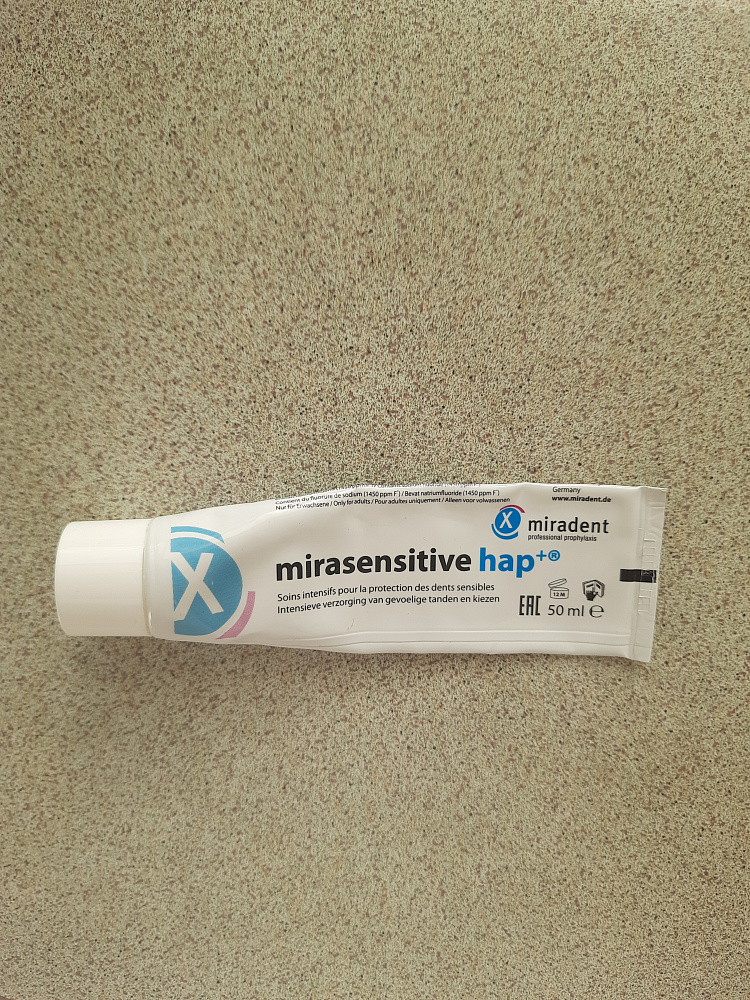 Contient du fluorure de sodium (1450 ppm F⁻) / Bevat natriumfluoride (1450 ppm F⁻)
Nur für Erwachsene / Only for adults / Pour adultes uniquement / Alleen voor volwassenen
Germany
www.miradent.de
X miradent
professional prophylaxis
X
mirasensitive hap+®
Soins intensifs pour la protection des dents sensibles
Intensieve verzorging van gevoelige tanden en kiezen
12 M
EAC 50 ml ℮